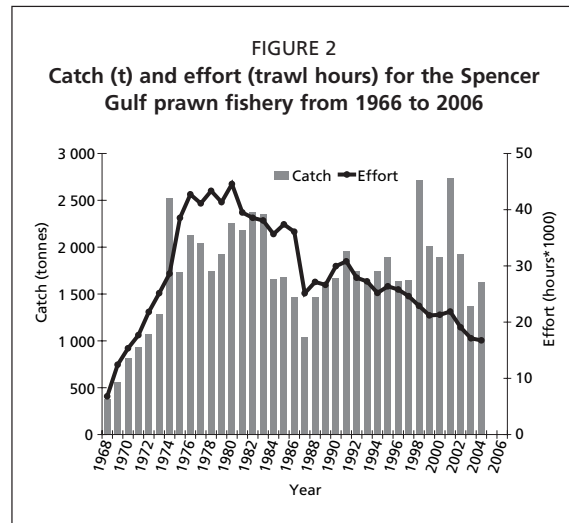 FIGURE 2
Catch (t) and effort (trawl hours) for the Spencer
Gulf prawn fishery from 1966 to 2006
Catch Effort
Catch (tonnes)
3 000
2 500
2 000
1 500
1 000
500
0
Effort (hours*1000)
50
40
30
20
10
0
1968 1970 1972 1974 1976 1978 1980 1982 1984 1986 1988 1990 1992 1994 1996 1998 2000 2002 2004 2006
Year